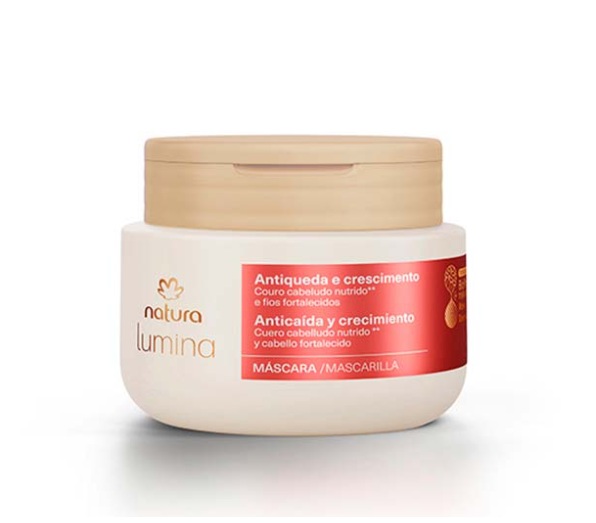 natura
lumina
Antiqueda e crescimento
Couro cabeludo nutrido**
e fios fortalecidos
Anticaída y crecimiento
Cuero cabelludo nutrido **
y cabello fortalecido
MÁSCARA /MASCARILLA